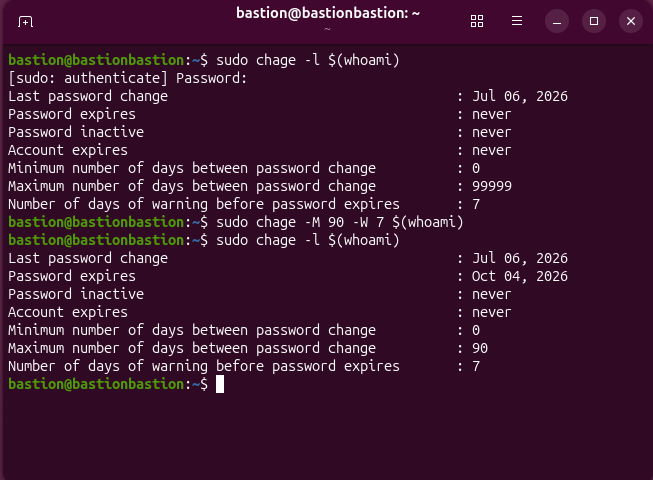 bastion@bastionbastion: ~
~
bastion@bastionbastion:~$ sudo chage -l $(whoami)
[sudo: authenticate] Password:
Last password change : Jul 06, 2026
Password expires : never
Password inactive : never
Account expires : never
Minimum number of days between password change : 0
Maximum number of days between password change : 99999
Number of days of warning before password expires : 7
bastion@bastionbastion:~$ sudo chage -M 90 -W 7 $(whoami)
bastion@bastionbastion:~$ sudo chage -l $(whoami)
Last password change : Jul 06, 2026
Password expires : Oct 04, 2026
Password inactive : never
Account expires : never
Minimum number of days between password change : 0
Maximum number of days between password change : 90
Number of days of warning before password expires : 7
bastion@bastionbastion:~$